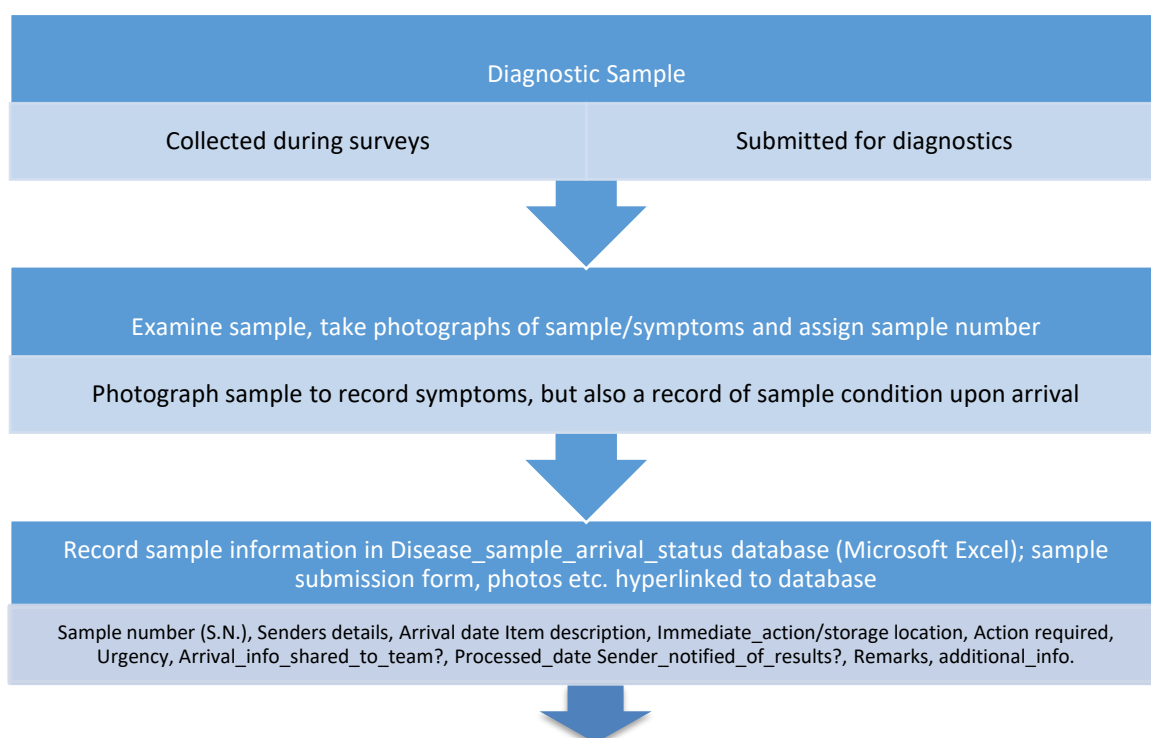 Diagnostic Sample
Collected during surveys
Submitted for diagnostics
Examine sample, take photographs of sample/symptoms and assign sample number
Photograph sample to record symptoms, but also a record of sample condition upon arrival
Record sample information in Disease_sample_arrival_status database (Microsoft Excel); sample
submission form, photos etc. hyperlinked to database
Sample number (S.N.), Senders details, Arrival date Item description, Immediate_action/storage location, Action required,
Urgency, Arrival_info_shared_to_team?, Processed_date Sender_notified_of_results?, Remarks, additional_info.